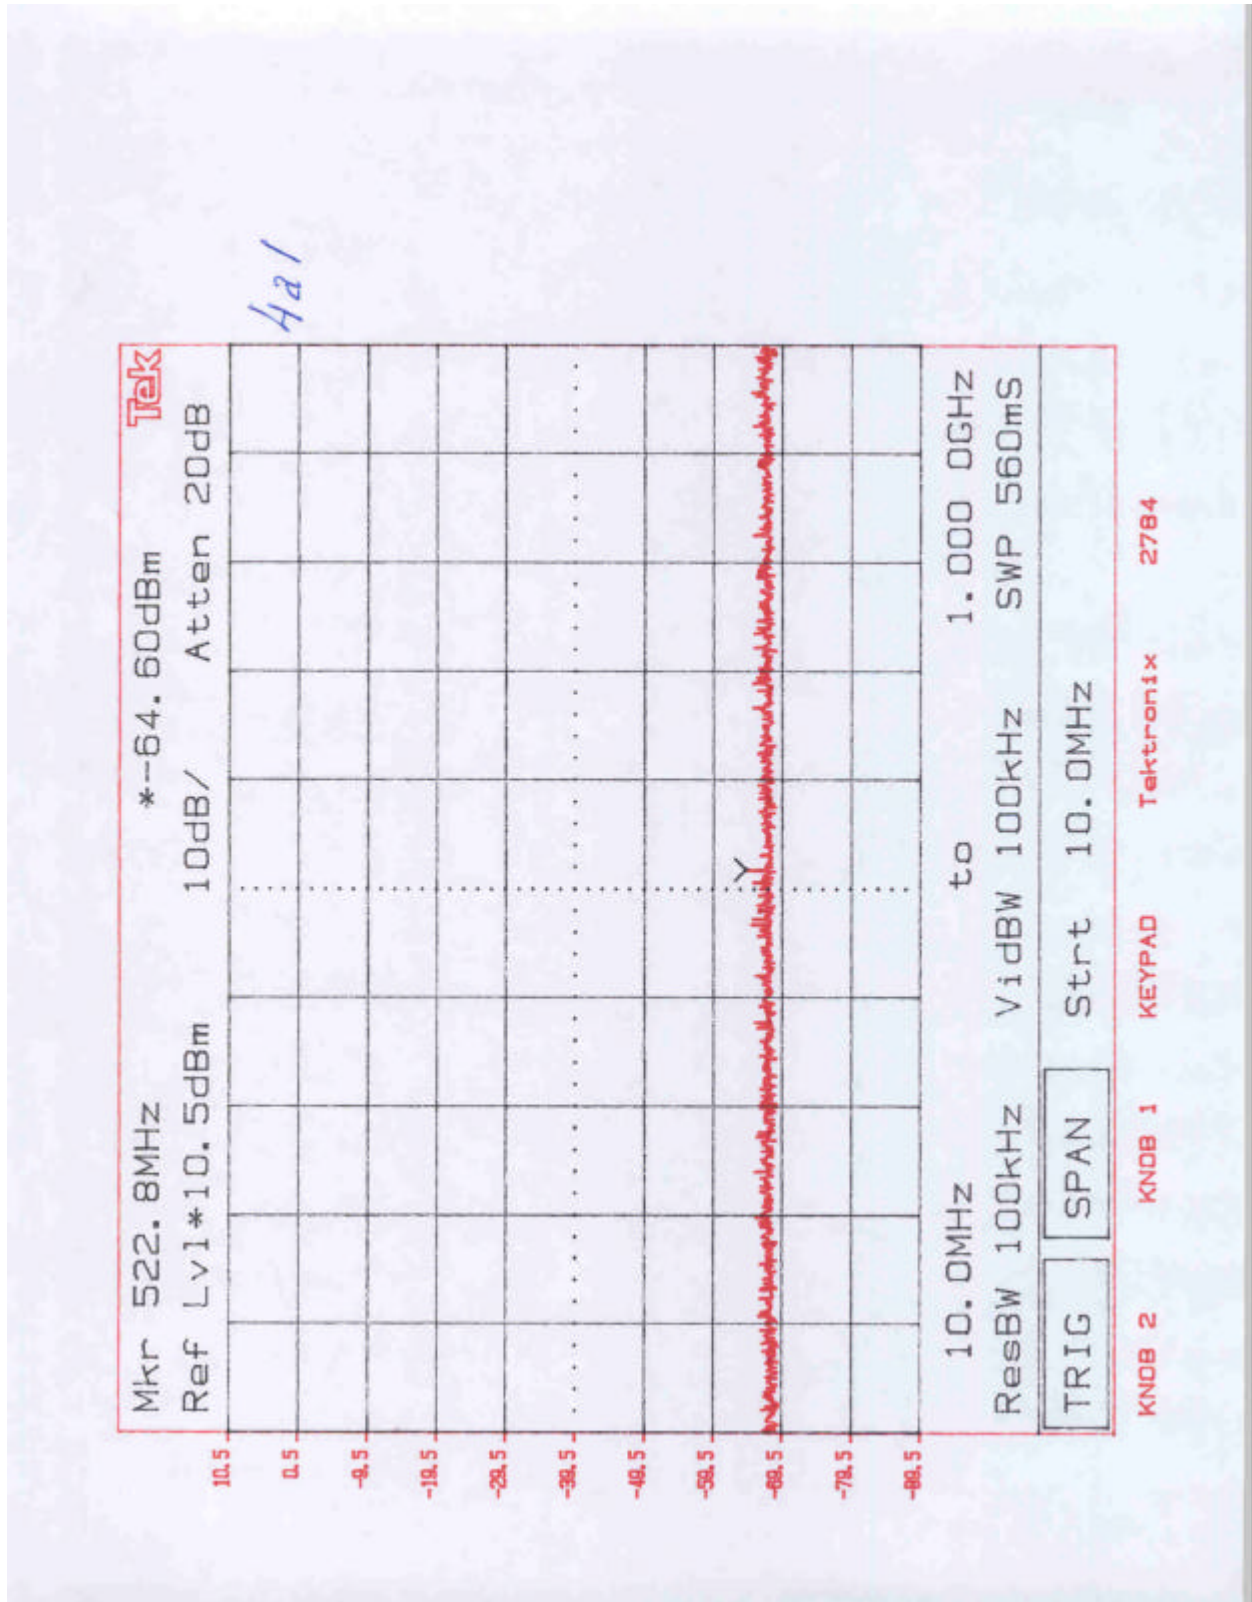 4a1
Mkr 522.8MHz *-64.60dBm Tek
Ref Lvl*10.5dBm 10dB/ Atten 20dB
10.5
0.5
-9.5
-19.5
-29.5
-39.5
-49.5
-59.5
-69.5
-79.5
-89.5
10.0MHz to 1.000 0GHz
ResBW 100kHz VidBW 100kHz SWP 560mS
TRIG SPAN Strt 10.0MHz
KNOB 2 KNOB 1 KEYPAD Tektronix 2784